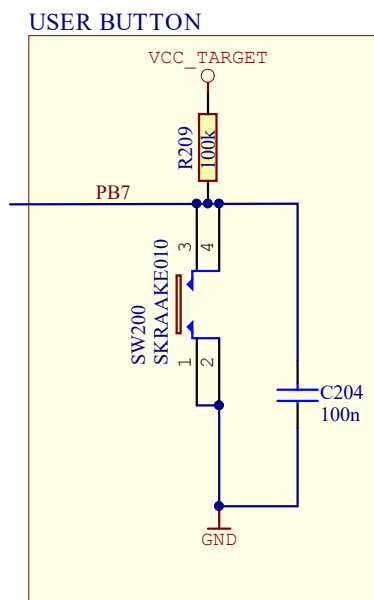 USER BUTTON
VCC_TARGET
R209
100k
PB7
3
4
SW200
SKRAAKE010
1
2
C204
100n
GND